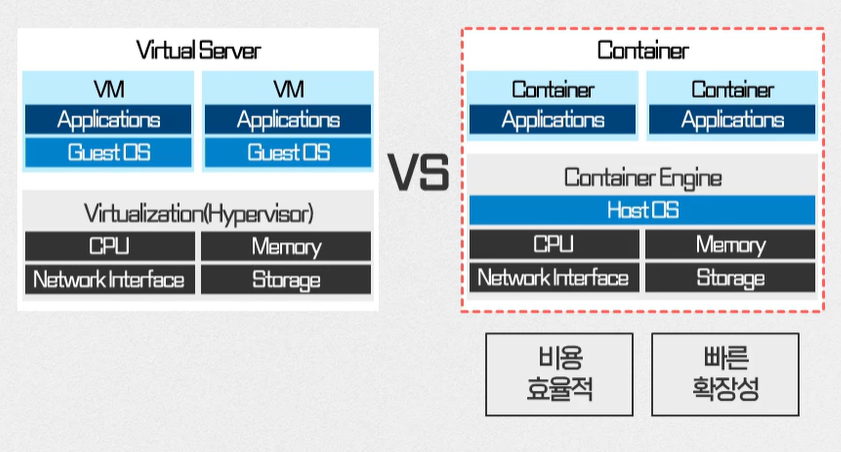 Virtual Server
VM
VM
Applications
Applications
Guest OS
Guest OS
Virtualization(Hypervisor)
CPU
Memory
Network Interface
Storage
VS
Container
Container
Container
Applications
Applications
Container Engine
Host OS
CPU
Memory
Network Interface
Storage
비용
효율적
빠른
확장성